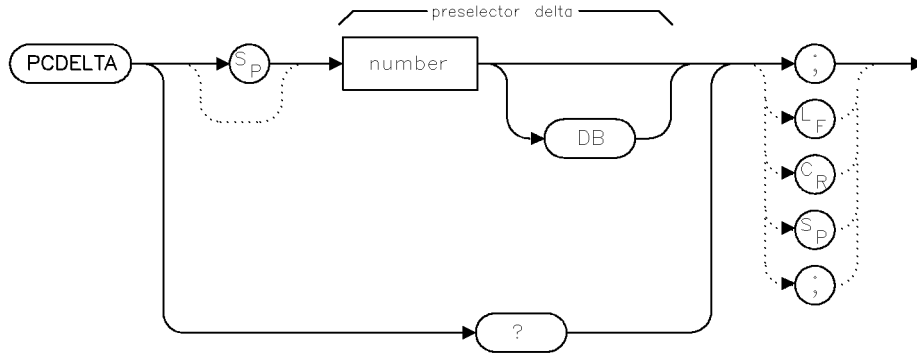 preselector delta
PCDELTA
SP
number
;
DB
LF
CR
SP
;
?